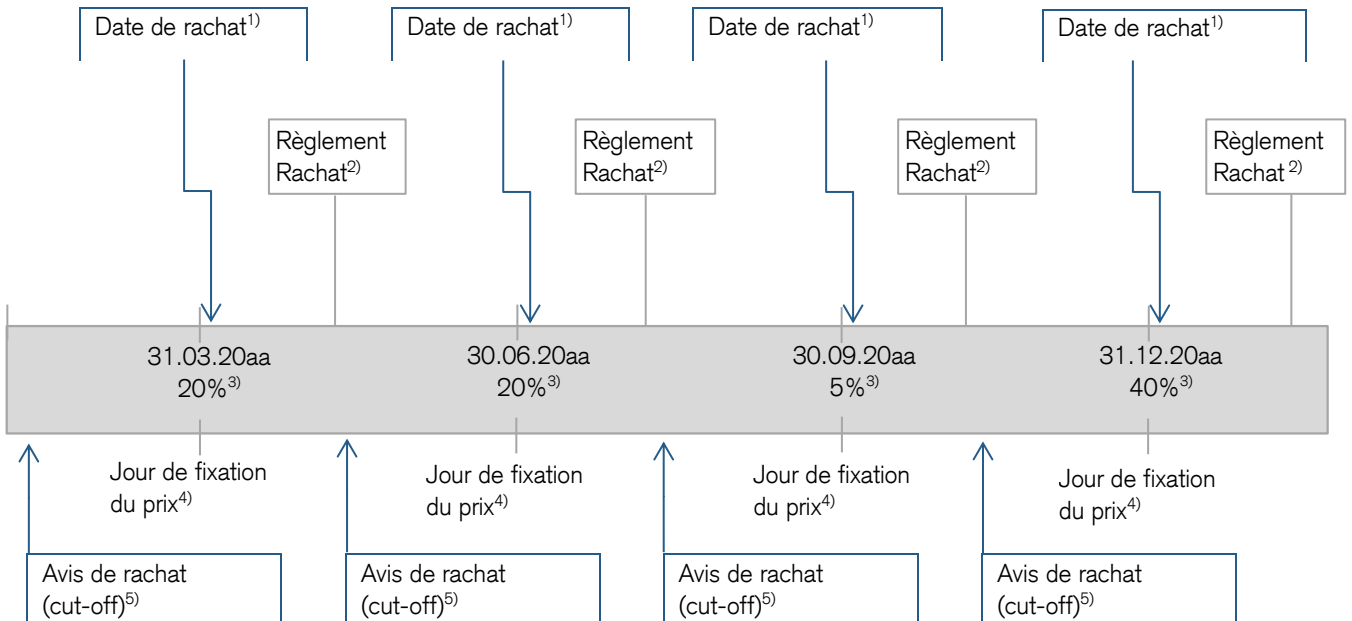 Date de rachat1)
Date de rachat1)
Date de rachat1)
Date de rachat1)
Règlement
Rachat2)
Règlement
Rachat2)
Règlement
Rachat2)
Règlement
Rachat 2)
31.03.20aa
20%3)
30.06.20aa
20%3)
30.09.20aa
5%3)
31.12.20aa
40%3)
Jour de fixation
du prix4)
Jour de fixation
du prix4)
Jour de fixation
du prix4)
Jour de fixation
du prix4)
Avis de rachat
(cut-off)5)
Avis de rachat
(cut-off)5)
Avis de rachat
(cut-off)5)
Avis de rachat
(cut-off)5)